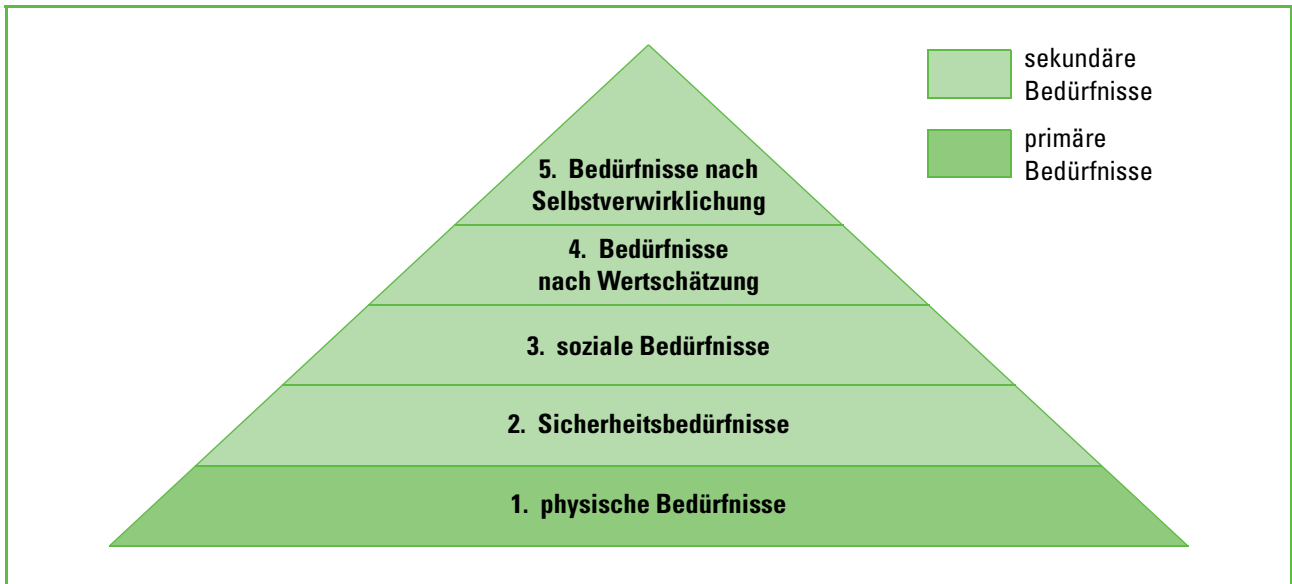 sekundäre
Bedürfnisse
primäre
Bedürfnisse
5. Bedürfnisse nach
Selbstverwirklichung
4. Bedürfnisse
nach Wertschätzung
3. soziale Bedürfnisse
2. Sicherheitsbedürfnisse
1. physische Bedürfnisse